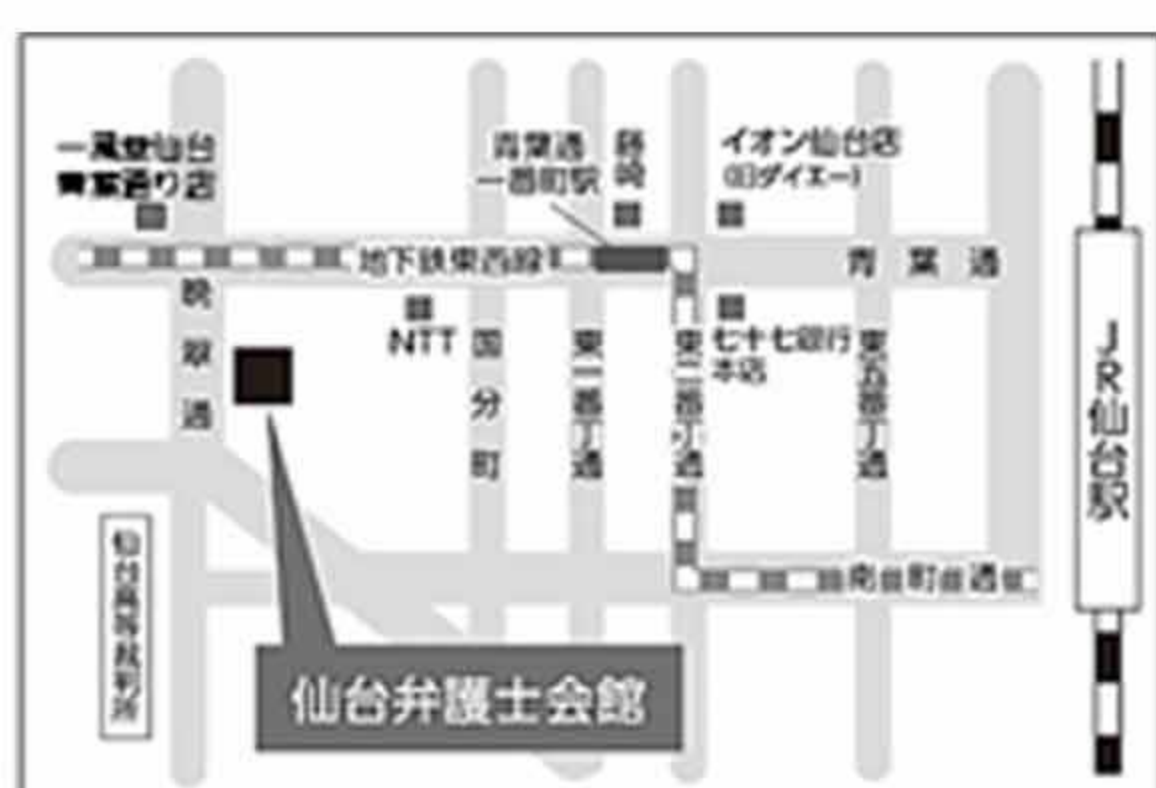 一風堂仙台
青葉通り店
青葉通
一番町駅
藤崎
イオン仙台店
(旧ダイエー)
地下鉄東西線
青葉通
晩翠通
NTT
国分町
東一番丁通
東二番丁通
七十七銀行
本店
東五番丁通
JR仙台駅
南町通
仙台高等裁判所
仙台弁護士会館